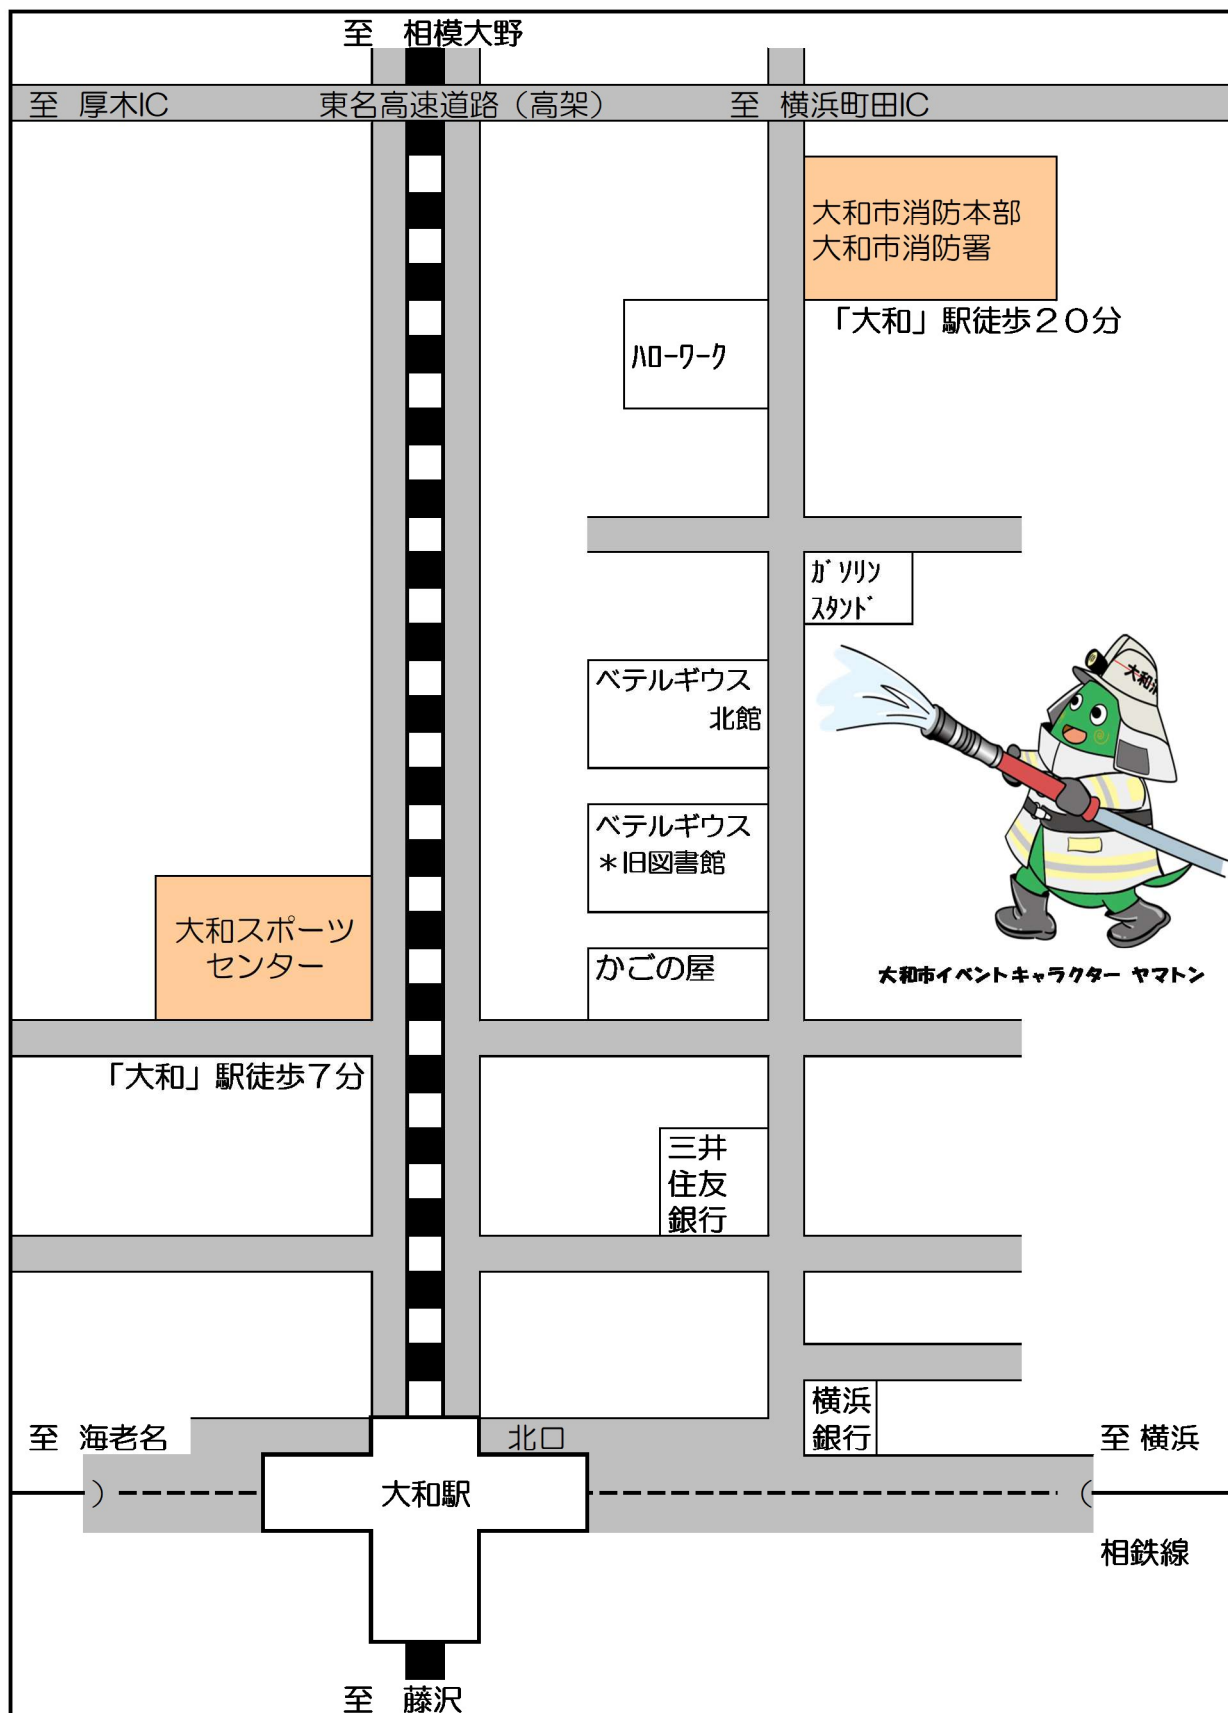 至 相模大野
至 厚木IC 東名高速道路（高架） 至 横浜町田IC
大和市消防本部
大和市消防署
「大和」駅徒歩２０分
ﾊﾛｰﾜｰｸ
ｶﾞｿﾘﾝ
ｽﾀﾝﾄﾞ
ベテルギウス
北館
大和消
ベテルギウス
＊旧図書館
大和スポーツ
センター
かごの屋
大和市イベントキャラクター ヤマトン
「大和」駅徒歩７分
三井
住友
銀行
横浜
銀行
至 海老名
北口
至 横浜
大和駅
相鉄線
至 藤沢